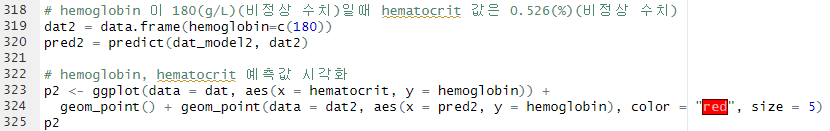 318 # hemoglobin 이 180(g/L)(비정상 수치)일때 hematocrit 값은 0.526(%)(비정상 수치)
319 dat2 = data.frame(hemoglobin=c(180))
320 pred2 = predict(dat_model2, dat2)
321
322 # hemoglobin, hematocrit 예측값 시각화
323 p2 <- ggplot(data = dat, aes(x = hematocrit, y = hemoglobin)) +
324   geom_point() + geom_point(data = dat2, aes(x = pred2, y = hemoglobin), color = "red", size = 5)
325 p2